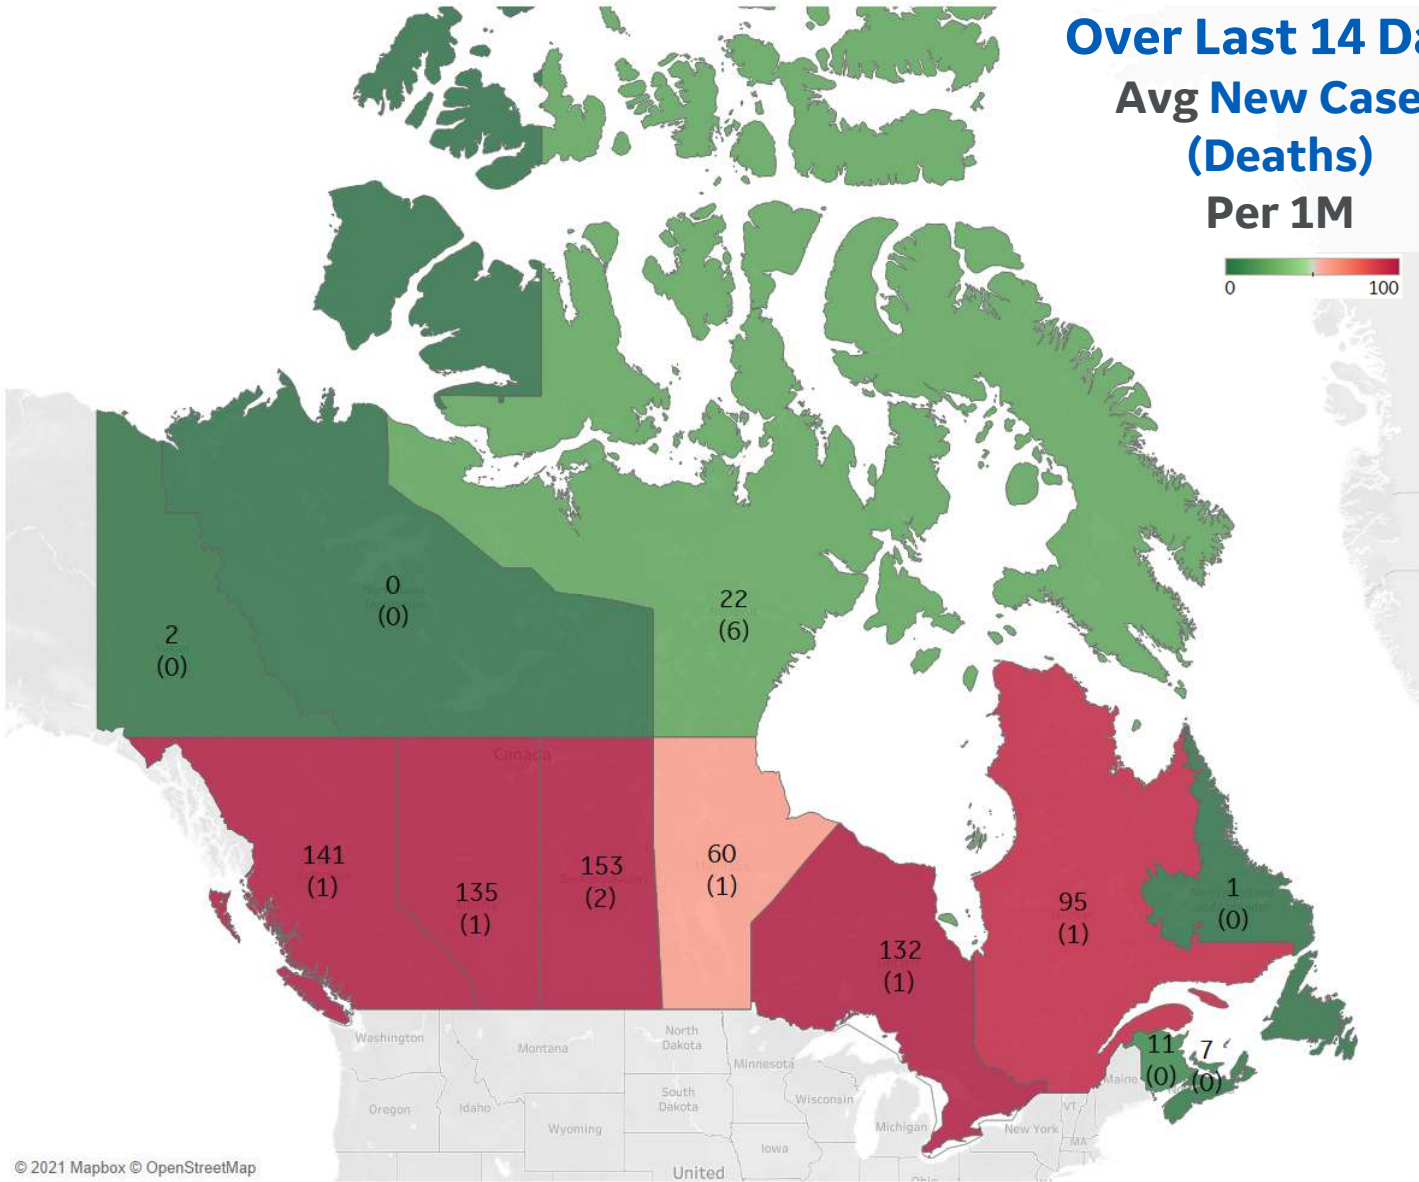 Over Last 14 Da
Avg New Case
(Deaths)
Per 1M
0 100
0
(0)
22
(6)
2
(0)
Canada
141
(1)
135
(1)
153
(2)
60
(1)
132
(1)
95
(1)
1
(0)
11
(0)
7
(0)
Washington
Montana
North
Dakota
Minnesota
Oregon
Idaho
South
Dakota
Wisconsin
Wyoming
Michigan
New York
VT
Maine
MA
Iowa
United
Ohio
© 2021 Mapbox © OpenStreetMap